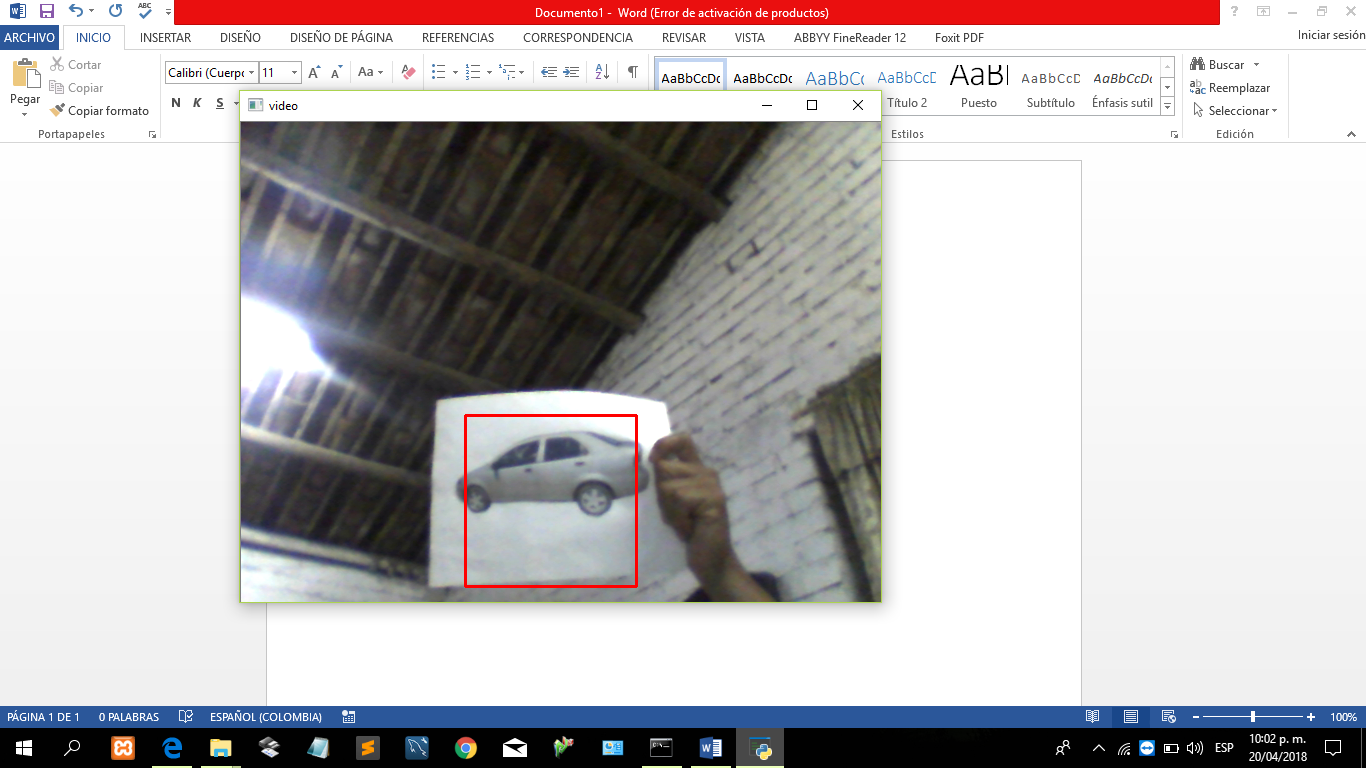 ABC
Documento1 - Word (Error de activación de productos)
?
ARCHIVO INICIO INSERTAR DISEÑO DISEÑO DE PÁGINA REFERENCIAS CORRESPONDENCIA REVISAR VISTA ABBYY FineReader 12 Foxit PDF Iniciar sesión
Pegar
Cortar
Copiar
Copiar formato
Portapapeles
Calibri (Cuerpo 11 A A Aa
N K S
AaBbCcDc AaBbCcDc AaBbCc AaBbCcD AaBl AaBbCcD AaBbCcDc
Título 2 Puesto Subtítulo Énfasis sutil
Estilos
Buscar
Reemplazar
Seleccionar
Edición
video
PÁGINA 1 DE 1 0 PALABRAS ESPAÑOL (COLOMBIA) 100%
ESP
10:02 p. m.
20/04/2018